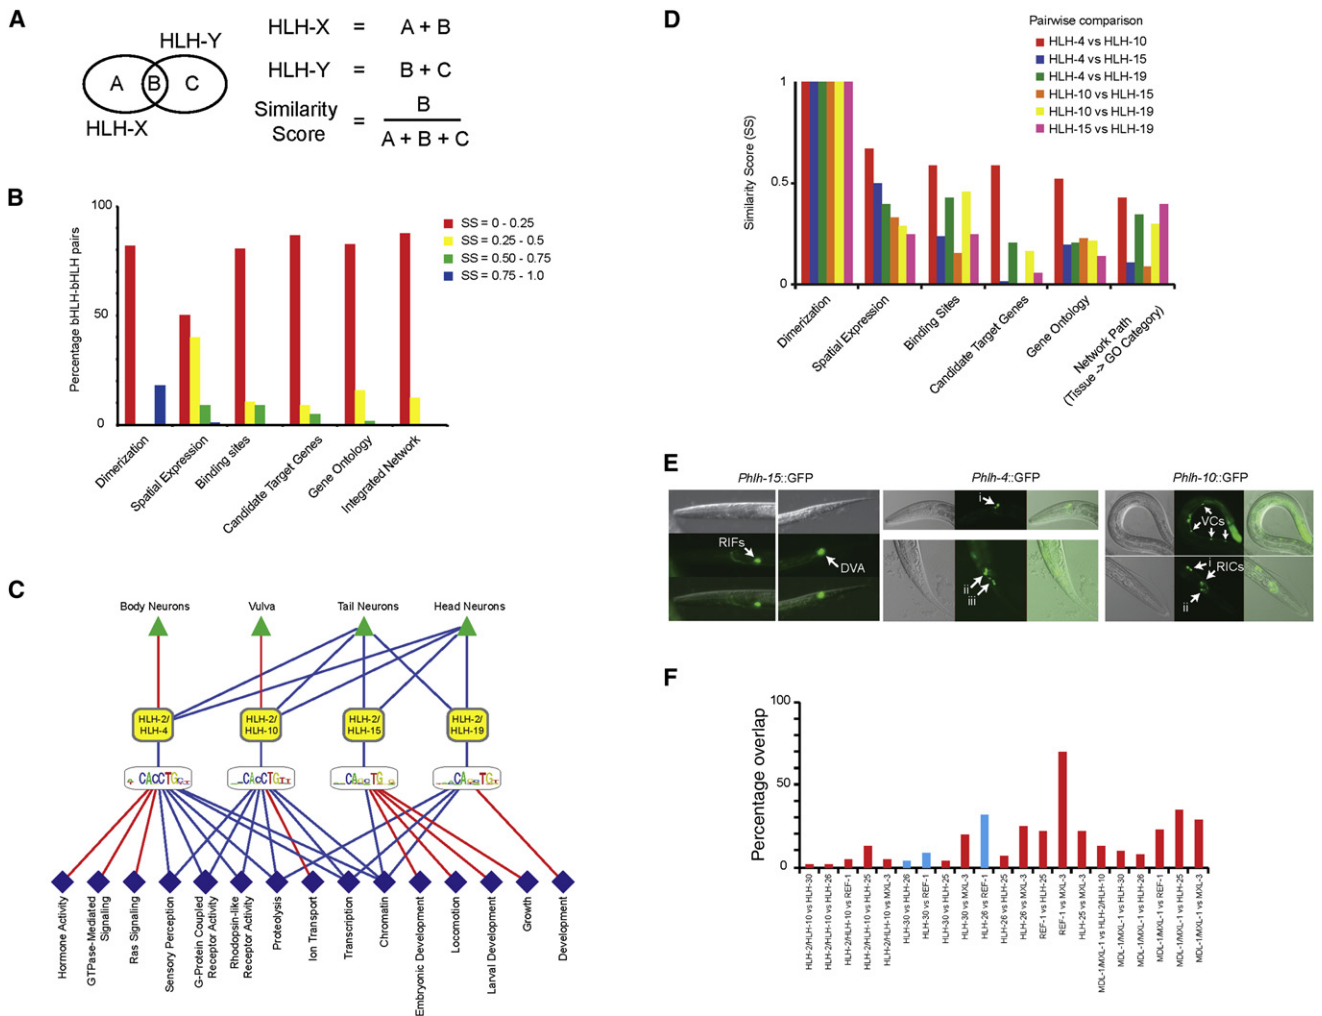 A
HLH-Y
A
B
C
HLH-X
HLH-X = A + B
HLH-Y = B + C
Similarity Score = B
A + B + C
B
Percentage bHLH-bHLH pairs
100
50
0
SS = 0 - 0.25
SS = 0.25 - 0.5
SS = 0.50 - 0.75
SS = 0.75 - 1.0
Dimerization
Spatial Expression
Binding sites
Candidate Target Genes
Gene Ontology
Integrated Network
C
Body Neurons
Vulva
Tail Neurons
Head Neurons
HLH-2/
HLH-4
HLH-2/
HLH-10
HLH-2/
HLH-15
HLH-2/
HLH-19
Hormone Activity
GTPase-Mediated
Signaling
Ras Signaling
Sensory Perception
G-Protein Coupled
Receptor Activity
Rhodopsin-like
Receptor Activity
Proteolysis
Ion Transport
Transcription
Chromatin
Embryonic Development
Locomotion
Larval Development
Growth
Development
D
Pairwise comparison
HLH-4 vs HLH-10
HLH-4 vs HLH-15
HLH-4 vs HLH-19
HLH-10 vs HLH-15
HLH-10 vs HLH-19
HLH-15 vs HLH-19
Similarity Score (SS)
1
0.5
0
Dimerization
Spatial Expression
Binding Sites
Candidate Target Genes
Gene Ontology
Network Path
(Tissue -> GO Category)
E
Phlh-15::GFP
Phlh-4::GFP
Phlh-10::GFP
RIFs
DVA
i
ii
iii
VCs
i
RICs
ii
F
Percentage overlap
100
50
0
HLH-2/HLH-10 vs HLH-30
HLH-2/HLH-10 vs HLH-26
HLH-2/HLH-10 vs REF-1
HLH-2/HLH-10 vs HLH-25
HLH-2/HLH-10 vs MXL-3
HLH-30 vs HLH-26
HLH-30 vs REF-1
HLH-30 vs HLH-25
HLH-30 vs MXL-3
HLH-26 vs REF-1
HLH-26 vs HLH-25
HLH-26 vs MXL-3
REF-1 vs HLH-25
REF-1 vs MXL-3
HLH-25 vs MXL-3
MDL-1/MXL-1 vs HLH-2/HLH-10
MDL-1/MXL-1 vs HLH-30
MDL-1/MXL-1 vs HLH-26
MDL-1/MXL-1 vs REF-1
MDL-1/MXL-1 vs HLH-25
MDL-1/MXL-1 vs MXL-3